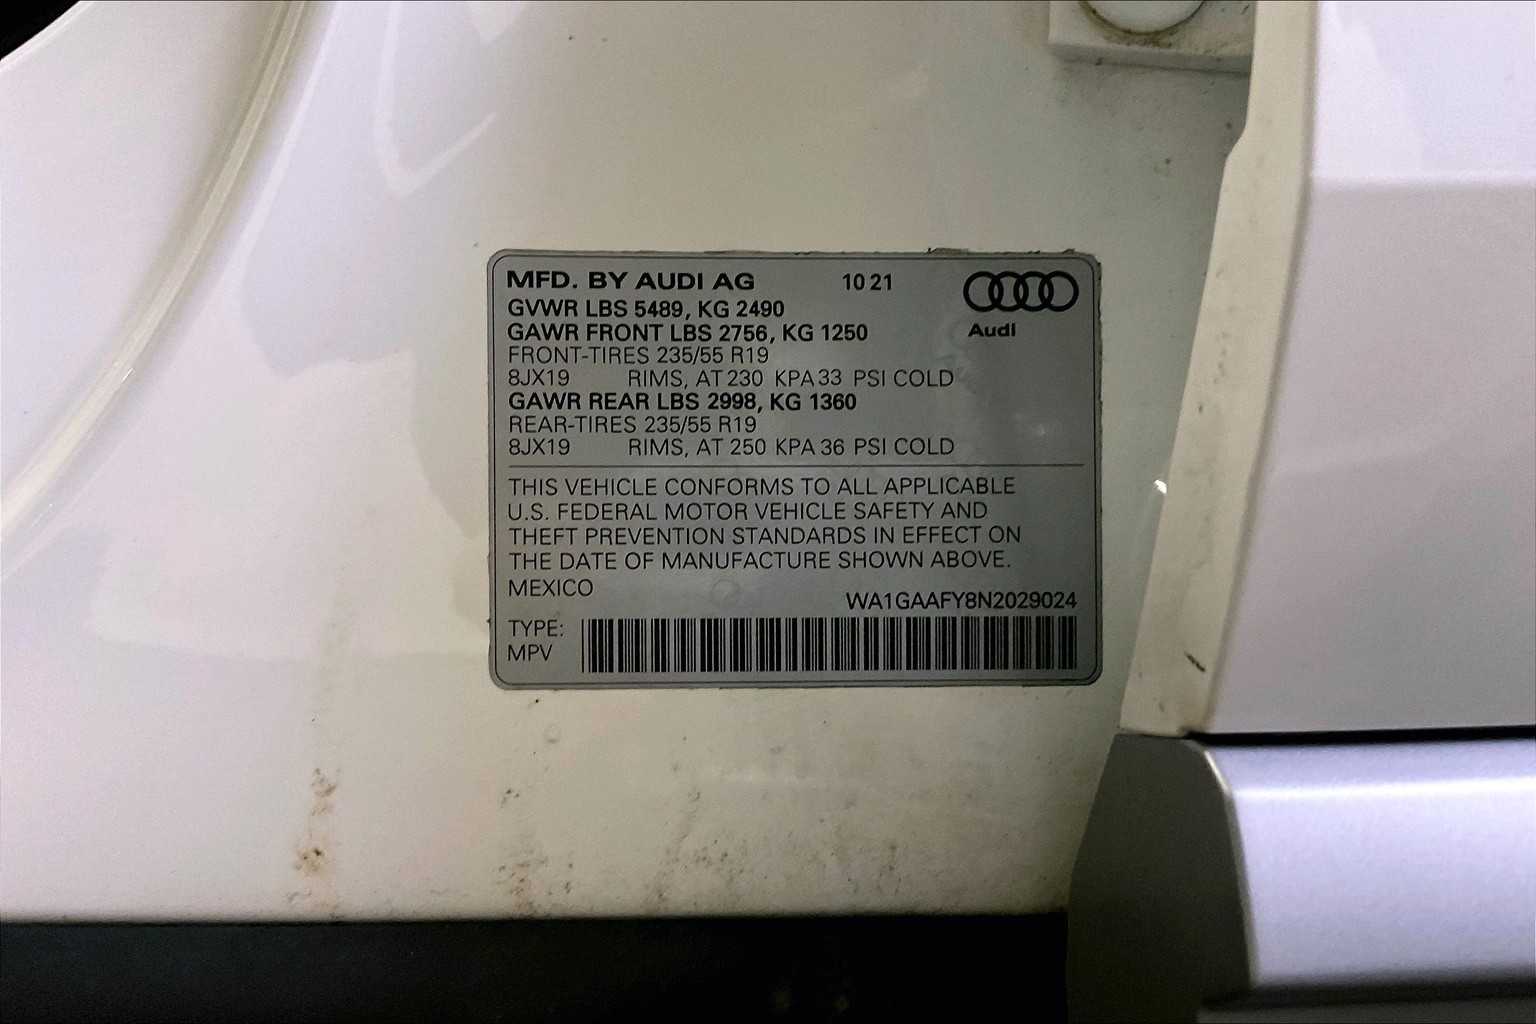 MFD. BY AUDI AG 10 21
GVWR LBS 5489, KG 2490
GAWR FRONT LBS 2756, KG 1250
Audi
FRONT-TIRES 235/55 R19
8JX19 RIMS, AT 230 KPA 33 PSI COLD
GAWR REAR LBS 2998, KG 1360
REAR-TIRES 235/55 R19
8JX19 RIMS, AT 250 KPA 36 PSI COLD
THIS VEHICLE CONFORMS TO ALL APPLICABLE
U.S. FEDERAL MOTOR VEHICLE SAFETY AND
THEFT PREVENTION STANDARDS IN EFFECT ON
THE DATE OF MANUFACTURE SHOWN ABOVE.
MEXICO
WA1GAAFY8N2029024
TYPE:
MPV